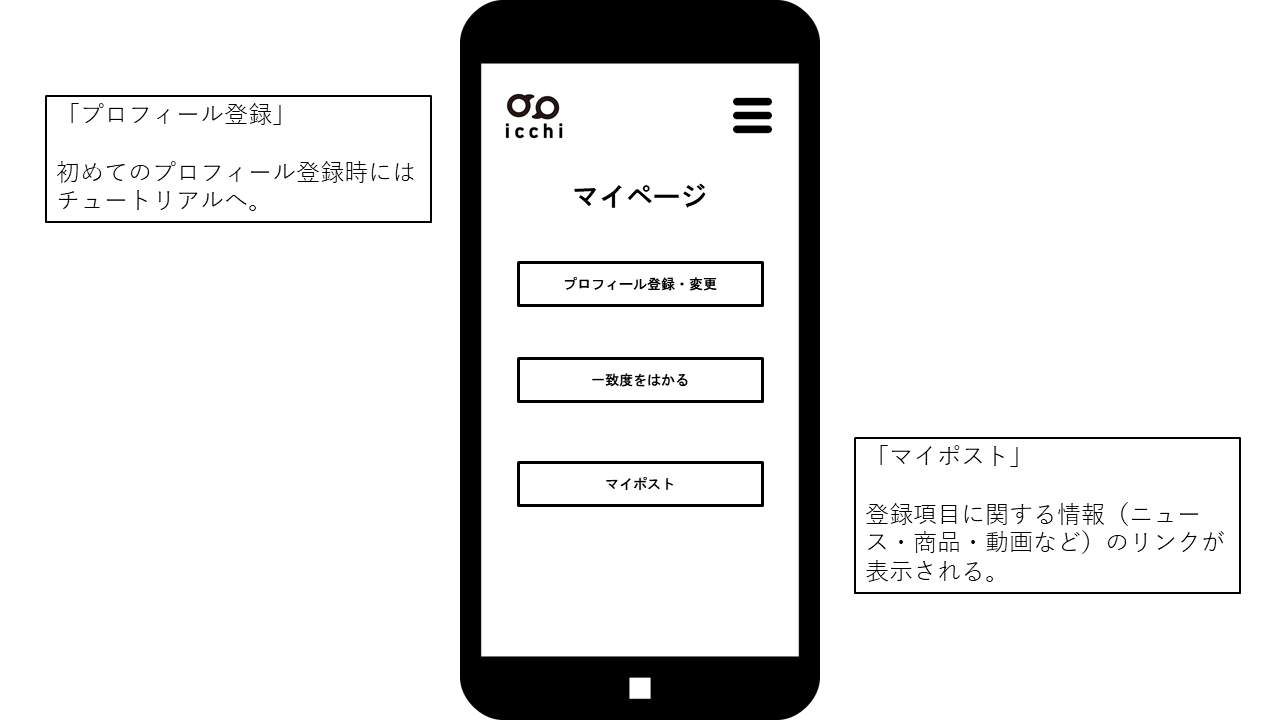 「プロフィール登録」
初めてのプロフィール登録時には
チュートリアルへ。
icchi
マイページ
プロフィール登録・変更
一致度をはかる
マイポスト
「マイポスト」
登録項目に関する情報（ニュー
ス・商品・動画など）のリンクが
表示される。